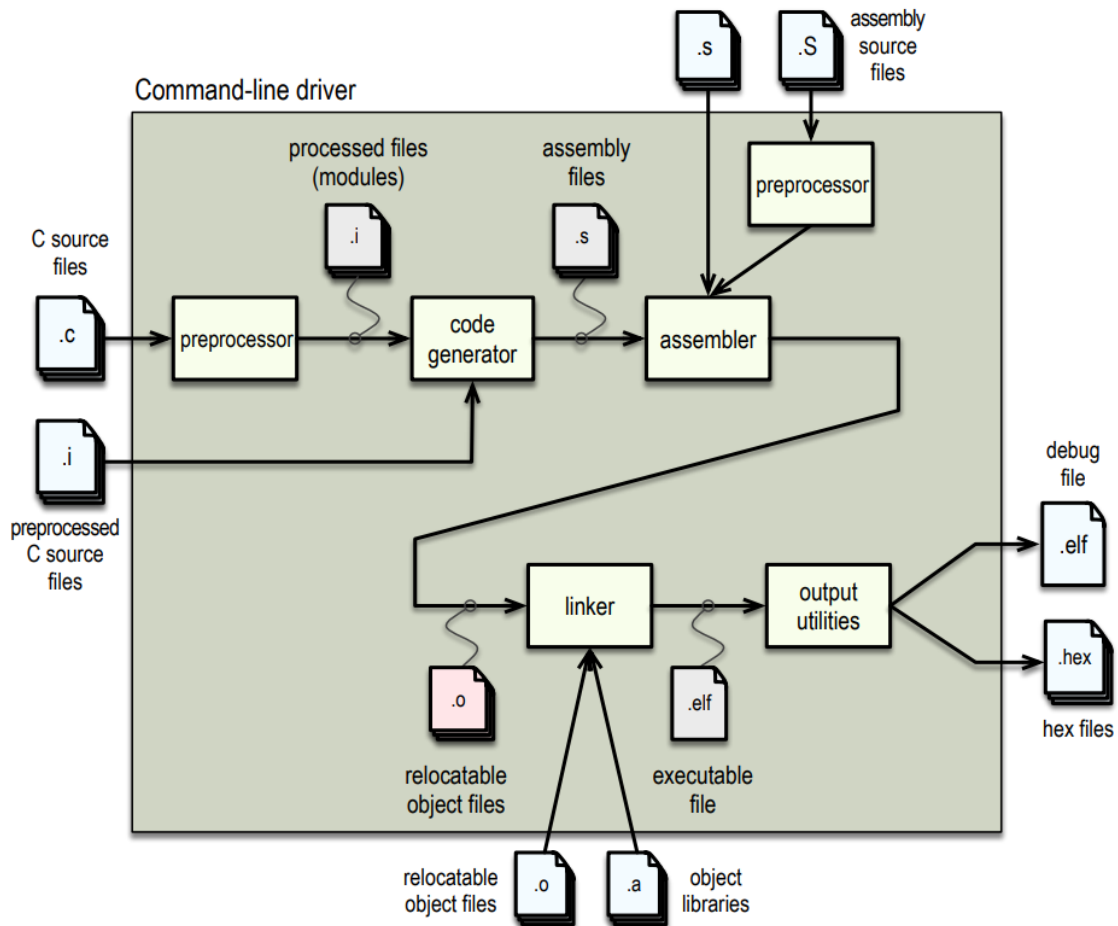 .s
.S
assembly
source
files
Command-line driver
processed files
(modules)
assembly
files
preprocessor
C source
files
.i
.s
.c
preprocessor
code
generator
assembler
.i
preprocessed
C source
files
debug
file
.elf
linker
output
utilities
.hex
hex files
.o
.elf
relocatable
object files
executable
file
relocatable
object files
.o
.a
object
libraries